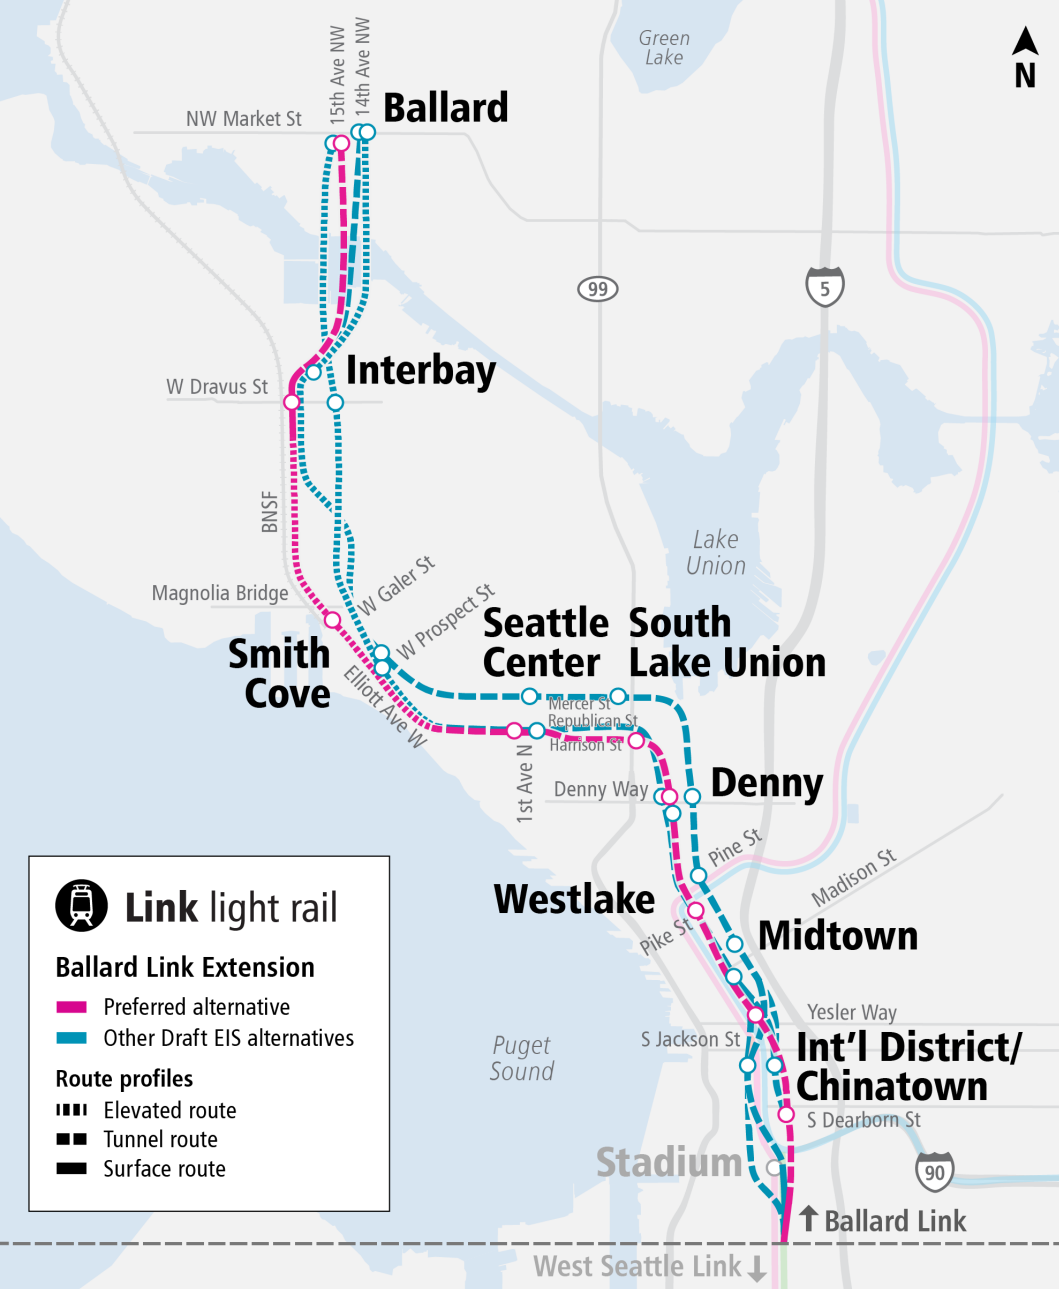 15th Ave NW
14th Ave NW
Green
Lake
N
NW Market St
Ballard
99
5
Interbay
W Dravus St
BNSF
Lake
Union
W Galer St
Magnolia Bridge
W Prospect St
Seattle
Center
South
Lake Union
Smith
Cove
Elliott Ave W
Mercer St
Republican St
Harrison St
1st Ave N
Denny Way
Denny
Pine St
Madison St
Westlake
Pike St
Midtown
Yesler Way
S Jackson St
Int'l District/
Chinatown
S Dearborn St
Puget
Sound
Stadium
90
Ballard Link
West Seattle Link
Link light rail
Ballard Link Extension
Preferred alternative
Other Draft EIS alternatives
Route profiles
Elevated route
Tunnel route
Surface route